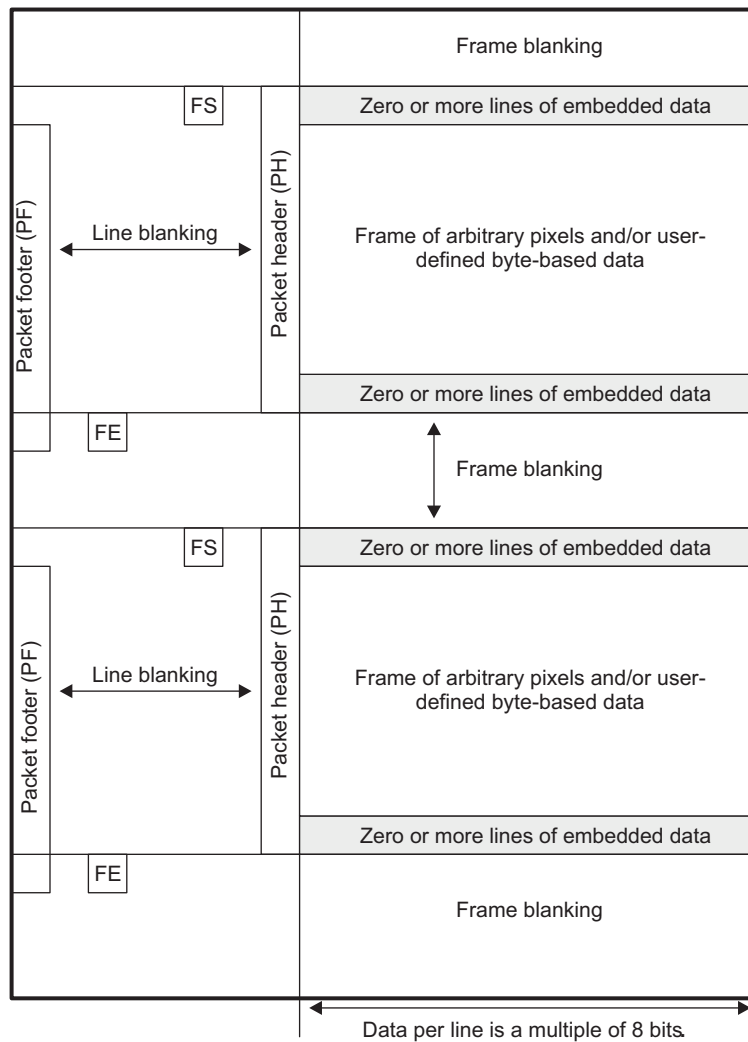 Frame blanking
FS
Zero or more lines of embedded data
Packet footer (PF)
Line blanking
Packet header (PH)
Frame of arbitrary pixels and/or user-
defined byte-based data
Zero or more lines of embedded data
FE
Frame blanking
FS
Zero or more lines of embedded data
Packet footer (PF)
Line blanking
Packet header (PH)
Frame of arbitrary pixels and/or user-
defined byte-based data
Zero or more lines of embedded data
FE
Frame blanking
Data per line is a multiple of 8 bits.